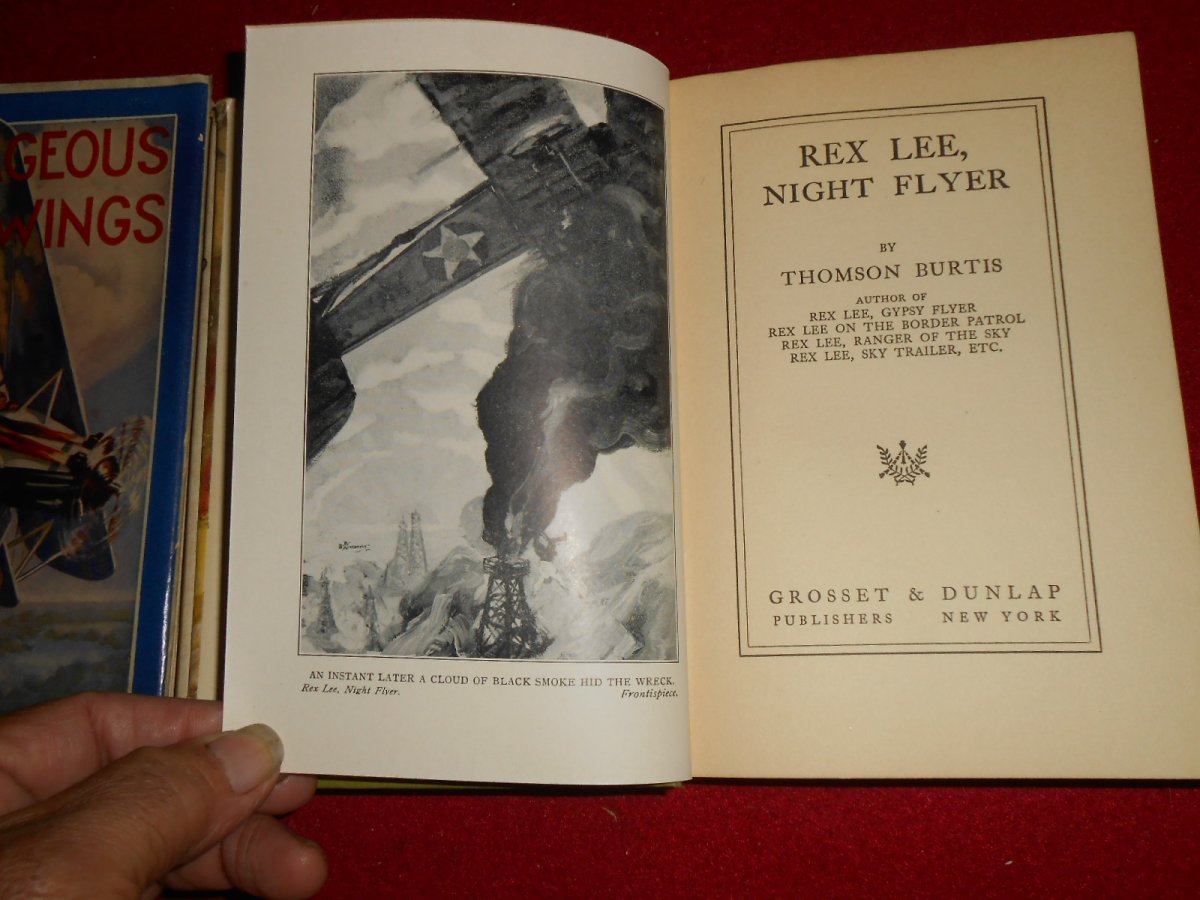 GEOUS
WINGS
AN INSTANT LATER A CLOUD OF BLACK SMOKE HID THE WRECK.
Rex Lee, Night Flyer. Frontispiece.
REX LEE,
NIGHT FLYER
BY
THOMSON BURTIS
AUTHOR OF
REX LEE, GYPSY FLYER
REX LEE ON THE BORDER PATROL
REX LEE, RANGER OF THE SKY
REX LEE, SKY TRAILER, ETC.
GROSSET & DUNLAP
PUBLISHERS NEW YORK